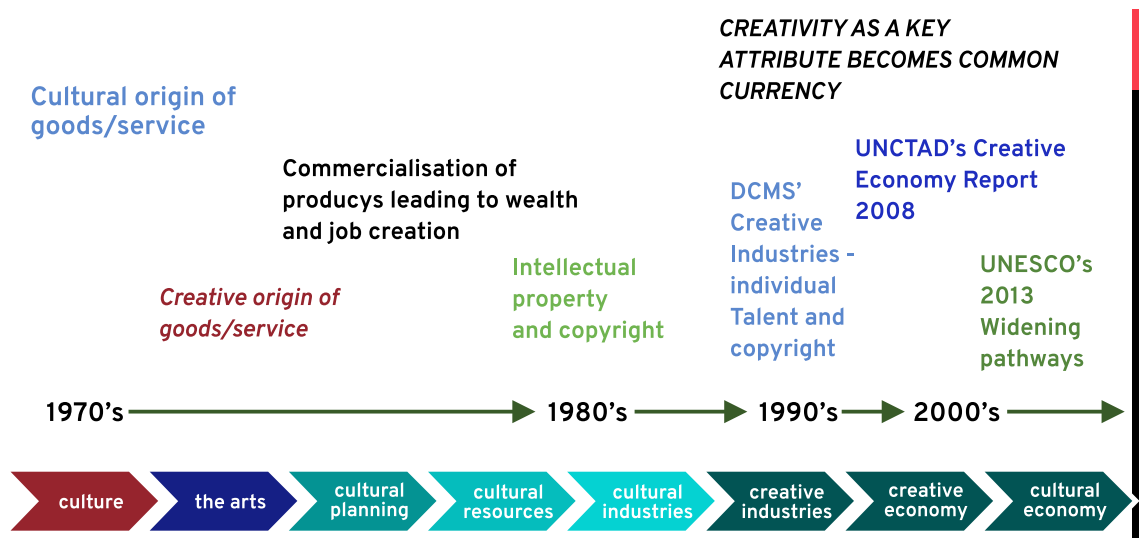 CREATIVITY AS A KEY
ATTRIBUTE BECOMES COMMON
CURRENCY
Cultural origin of
goods/service
Commercialisation of
producys leading to wealth
and job creation
Creative origin of
goods/service
Intellectual
property
and copyright
DCMS’
Creative
Industries -
individual
Talent and
copyright
UNCTAD’s Creative
Economy Report
2008
UNESCO’s
2013
Widening
pathways
1970’s
1980’s
1990’s
2000’s
culture
the arts
cultural
planning
cultural
resources
cultural
industries
creative
industries
creative
economy
cultural
economy